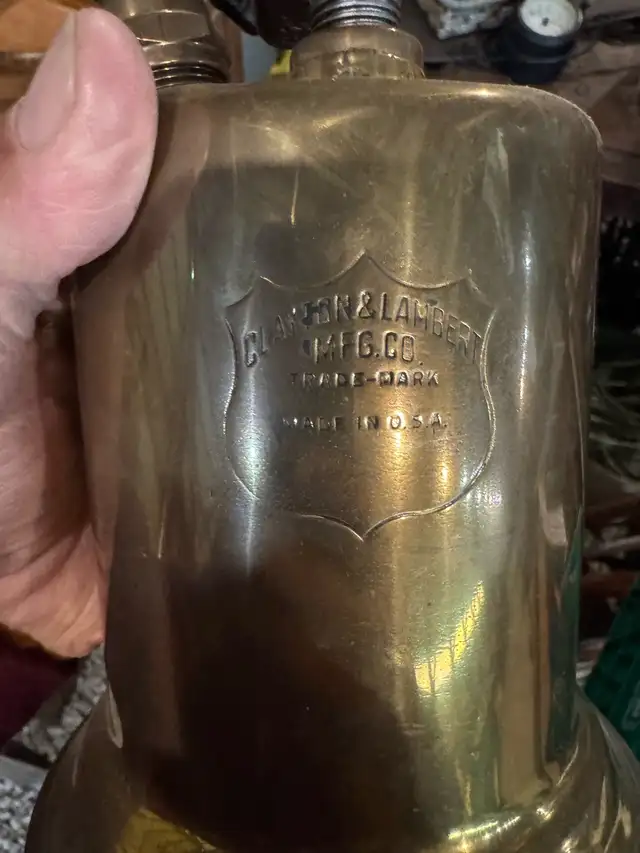 CLAYTON & LAMBERT
MFG. CO.
TRADE-MARK
MADE IN U.S.A.